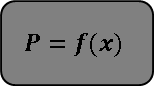 P = f(x)